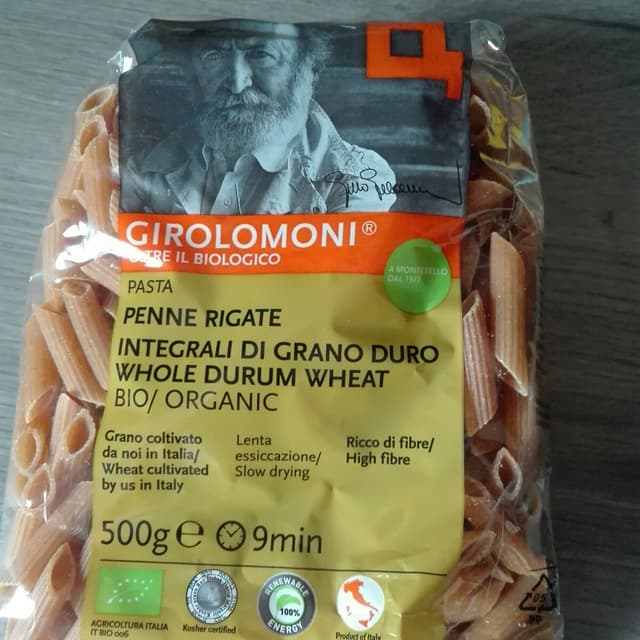 GIROLOMONI®
OLTRE IL BIOLOGICO
A MONTEBELLO
DAL 1971
PASTA
PENNE RIGATE
INTEGRALI DI GRANO DURO
WHOLE DURUM WHEAT
BIO/ ORGANIC
Grano coltivato
da noi in Italia/
Wheat cultivated
by us in Italy
Lenta
essiccazione/
Slow drying
Ricco di fibre/
High fibre
500g ℮ 9min
AGRICOLTURA ITALIA
IT BIO 006
Kosher certified
RENEWABLE
100%
ENERGY
Product of Italy
05
PP